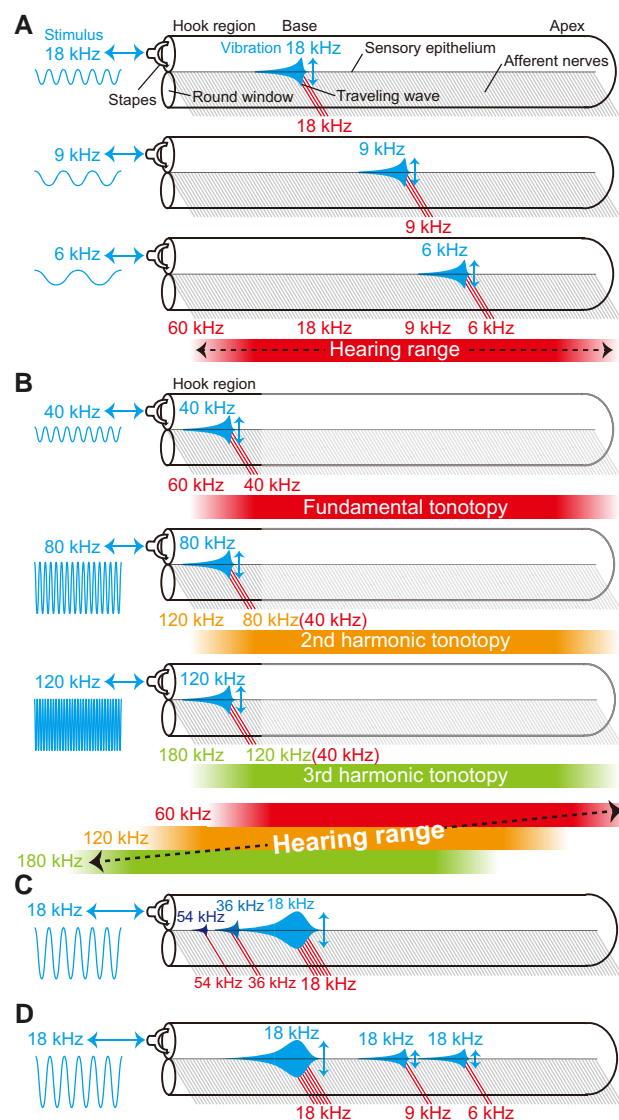 A
Hook region Base Apex
Stimulus
18 kHz
Vibration 18 kHz
Sensory epithelium
Afferent nerves
Stapes
Round window
Traveling wave
18 kHz
9 kHz
9 kHz
9 kHz
6 kHz
6 kHz
60 kHz 18 kHz 9 kHz 6 kHz
Hearing range
B
Hook region
40 kHz
40 kHz
60 kHz 40 kHz
Fundamental tonotopy
80 kHz
80 kHz
120 kHz 80 kHz(40 kHz)
2nd harmonic tonotopy
120 kHz
120 kHz
180 kHz 120 kHz(40 kHz)
3rd harmonic tonotopy
60 kHz
120 kHz
Hearing range
180 kHz
C
18 kHz
54 kHz 36 kHz 18 kHz
54 kHz 36 kHz 18 kHz
D
18 kHz
18 kHz 18 kHz 18 kHz
18 kHz 9 kHz 6 kHz